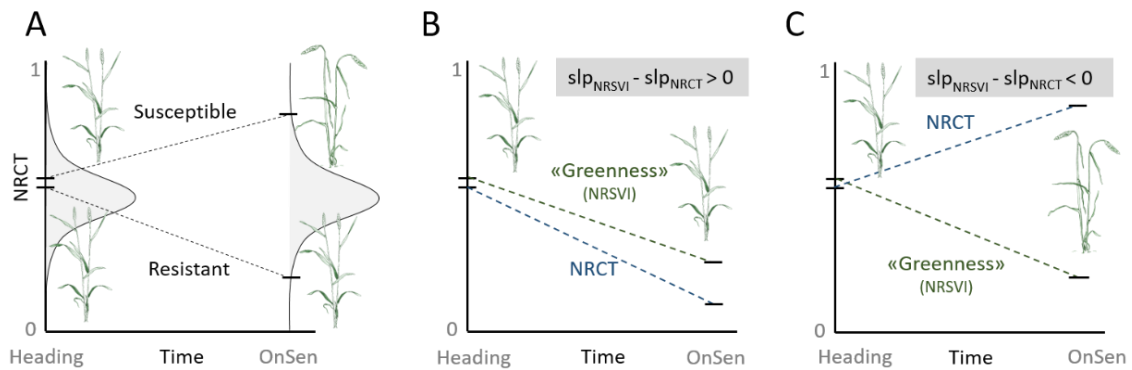 A
1
Susceptible
NRCT
Resistant
0
Heading
Time
OnSen
B
1
slpNRSVI - slpNRCT > 0
«Greenness»
(NRSVI)
NRCT
0
Heading
Time
OnSen
C
1
slpNRSVI - slpNRCT < 0
NRCT
«Greenness»
(NRSVI)
0
Heading
Time
OnSen